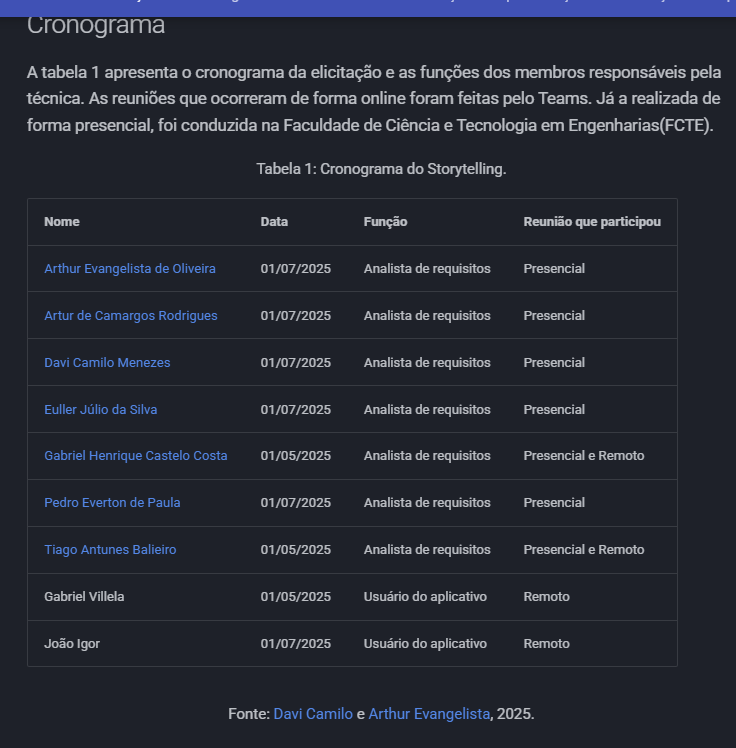 Cronograma
A tabela 1 apresenta o cronograma da elicitação e as funções dos membros responsáveis pela
técnica. As reuniões que ocorreram de forma online foram feitas pelo Teams. Já a realizada de
forma presencial, foi conduzida na Faculdade de Ciência e Tecnologia em Engenharias(FCTE).
Tabela 1: Cronograma do Storytelling.
Nome Data Função Reunião que participou
Arthur Evangelista de Oliveira 01/07/2025 Analista de requisitos Presencial
Artur de Camargos Rodrigues 01/07/2025 Analista de requisitos Presencial
Davi Camilo Menezes 01/07/2025 Analista de requisitos Presencial
Euller Júlio da Silva 01/07/2025 Analista de requisitos Presencial
Gabriel Henrique Castelo Costa 01/05/2025 Analista de requisitos Presencial e Remoto
Pedro Everton de Paula 01/07/2025 Analista de requisitos Presencial
Tiago Antunes Balieiro 01/05/2025 Analista de requisitos Presencial e Remoto
Gabriel Villela 01/05/2025 Usuário do aplicativo Remoto
João Igor 01/07/2025 Usuário do aplicativo Remoto
Fonte: Davi Camilo e Arthur Evangelista, 2025.